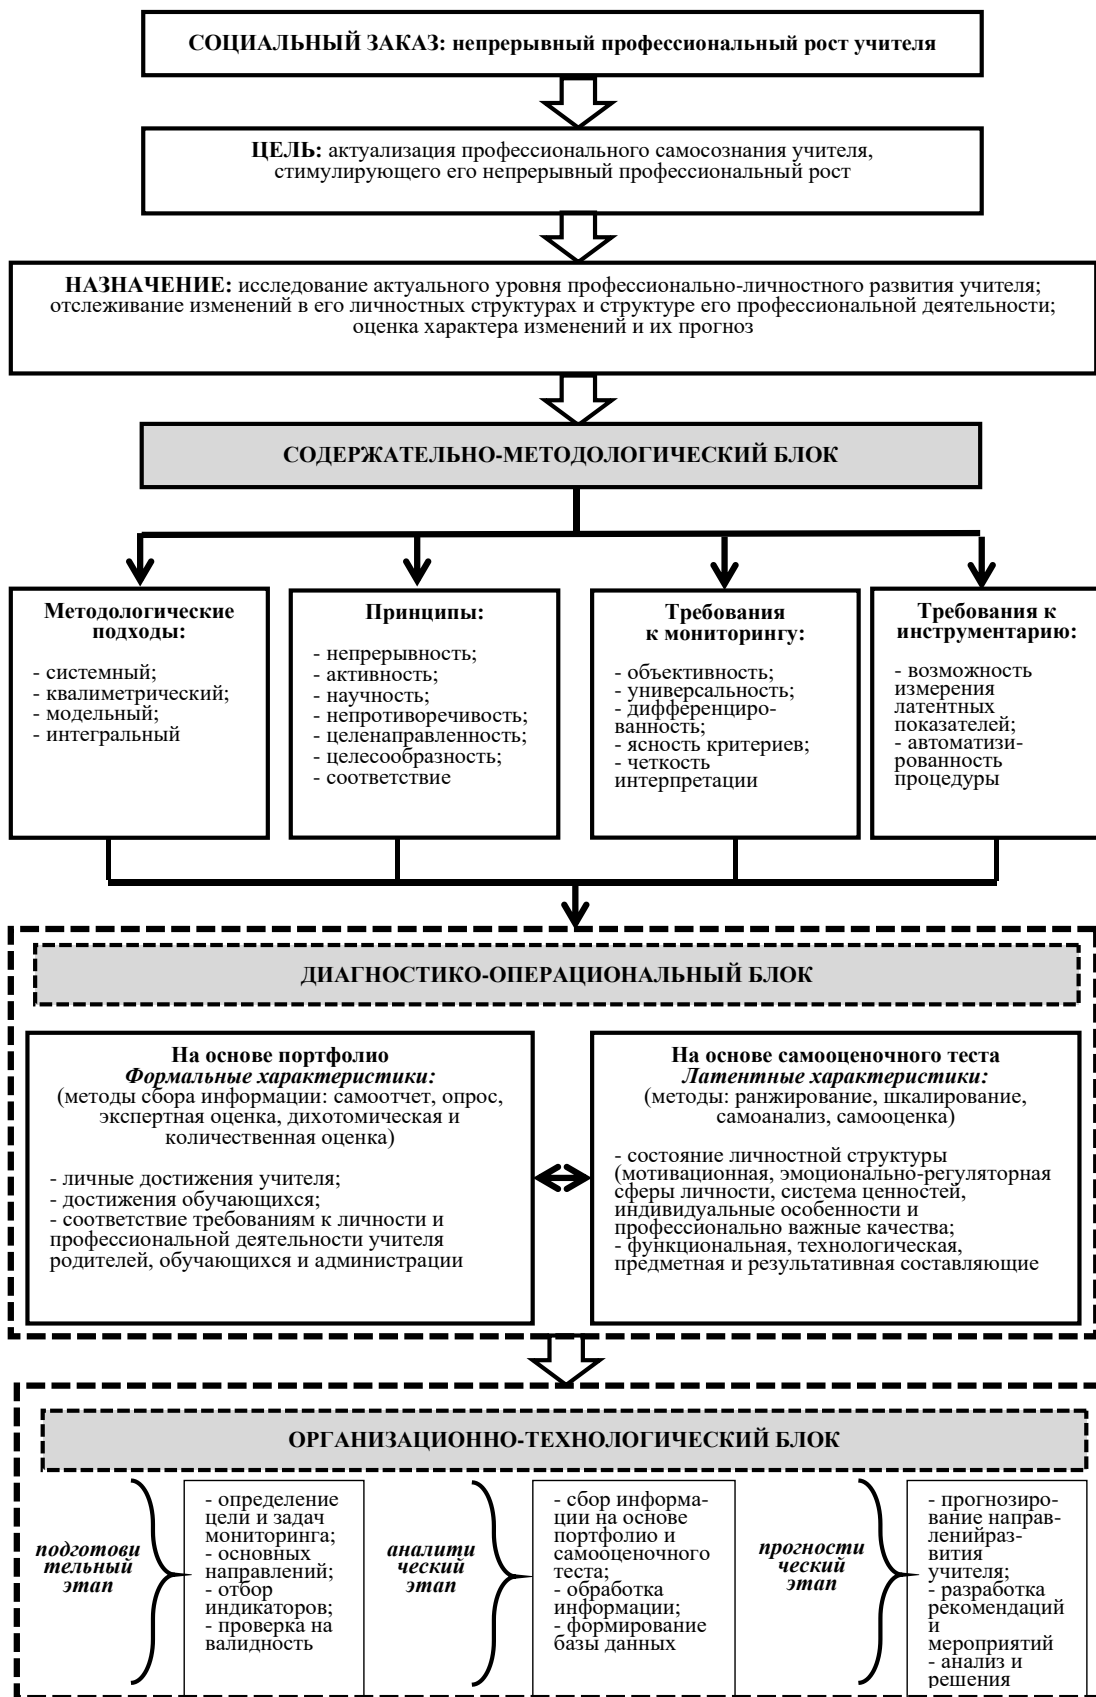 СОЦИАЛЬНЫЙ ЗАКАЗ: непрерывный профессиональный рост учителя
ЦЕЛЬ: актуализация профессионального самосознания учителя,
стимулирующего его непрерывный профессиональный рост
НАЗНАЧЕНИЕ: исследование актуального уровня профессионально-личностного развития учителя;
отслеживание изменений в его личностных структурах и структуре его профессиональной деятельности;
оценка характера изменений и их прогноз
СОДЕРЖАТЕЛЬНО-МЕТОДОЛОГИЧЕСКИЙ БЛОК
Методологические
подходы:
- системный;
- квалиметрический;
- модельный;
- интегральный
Принципы:
- непрерывность;
- активность;
- научность;
- непротиворечивость;
- целенаправленность;
- целесообразность;
- соответствие
Требования
к мониторингу:
- объективность;
- универсальность;
- дифференциро-
ванность;
- ясность критериев;
- четкость
интерпретации
Требования к
инструментарию:
- возможность
измерения
латентных
показателей;
- автоматизи-
рованность
процедуры
ДИАГНОСТИКО-ОПЕРАЦИОНАЛЬНЫЙ БЛОК
На основе портфолио
Формальные характеристики:
(методы сбора информации: самоотчет, опрос,
экспертная оценка, дихотомическая и
количественная оценка)
- личные достижения учителя;
- достижения обучающихся;
- соответствие требованиям к личности и
профессиональной деятельности учителя
родителей, обучающихся и администрации
На основе самооценочного теста
Латентные характеристики:
(методы: ранжирование, шкалирование,
самоанализ, самооценка)
- состояние личностной структуры
(мотивационная, эмоционально-регуляторная
сферы личности, система ценностей,
индивидуальные особенности и
профессионально важные качества;
- функциональная, технологическая,
предметная и результативная составляющие
ОРГАНИЗАЦИОННО-ТЕХНОЛОГИЧЕСКИЙ БЛОК
подготови
тельный
этап
- определение
цели и задач
мониторинга;
- основных
направлений;
- отбор
индикаторов;
- проверка на
валидность
аналити
ческий
этап
- сбор информа-
ции на основе
портфолио и
самооценочного
теста;
- обработка
информации;
- формирование
базы данных
прогности
ческий
этап
- прогнозиро-
вание направ-
ленийраз-
вития
учителя;
- разработка
рекомендаций
и
мероприятий
- анализ и
решения